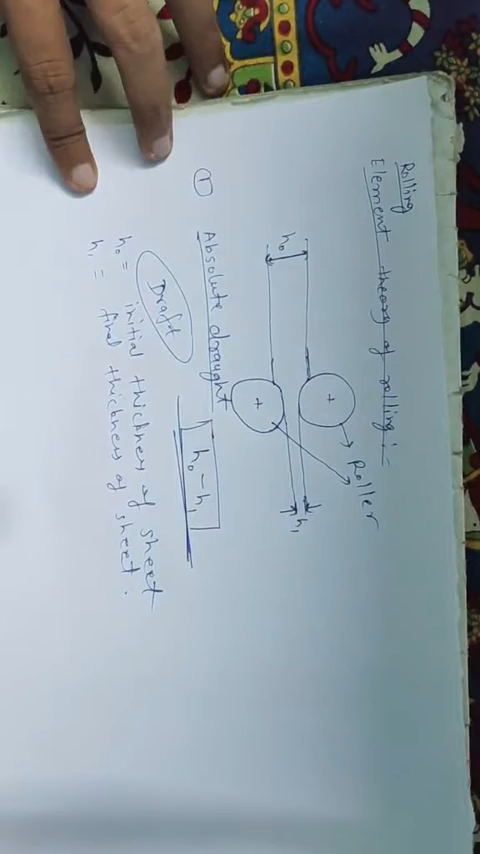 Rolling
Element theory of rolling :-
h₀
Roller
h₁
① Absolute draught
h₀ - h₁
Draft
h₀ = initial thickness of sheet
h₁ = final thickness of sheet.